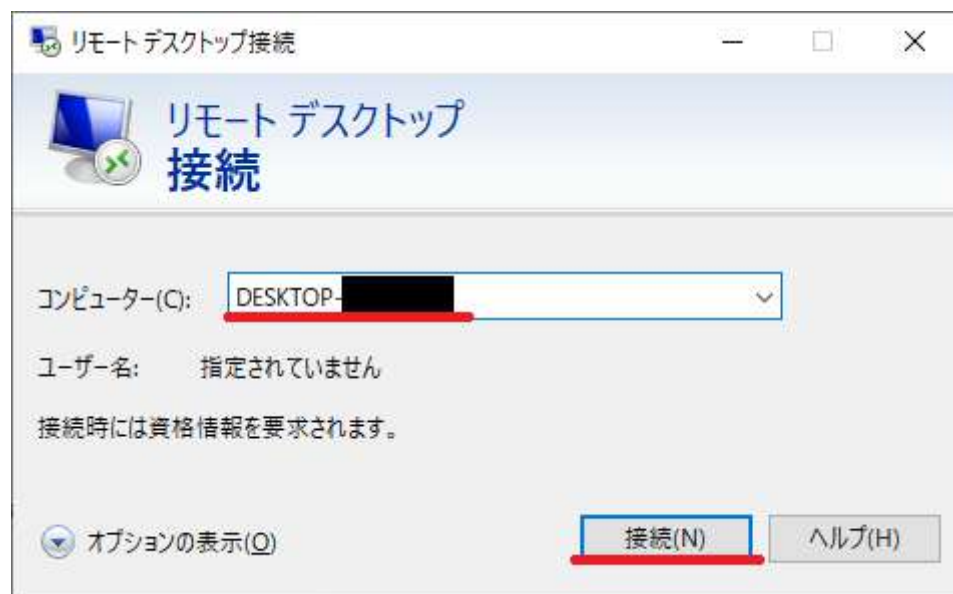 リモート デスクトップ接続
リモート デスクトップ
接続
コンピューター(C): DESKTOP-
ユーザー名: 指定されていません
接続時には資格情報を要求されます。
オプションの表示(O) 接続(N) ヘルプ(H)